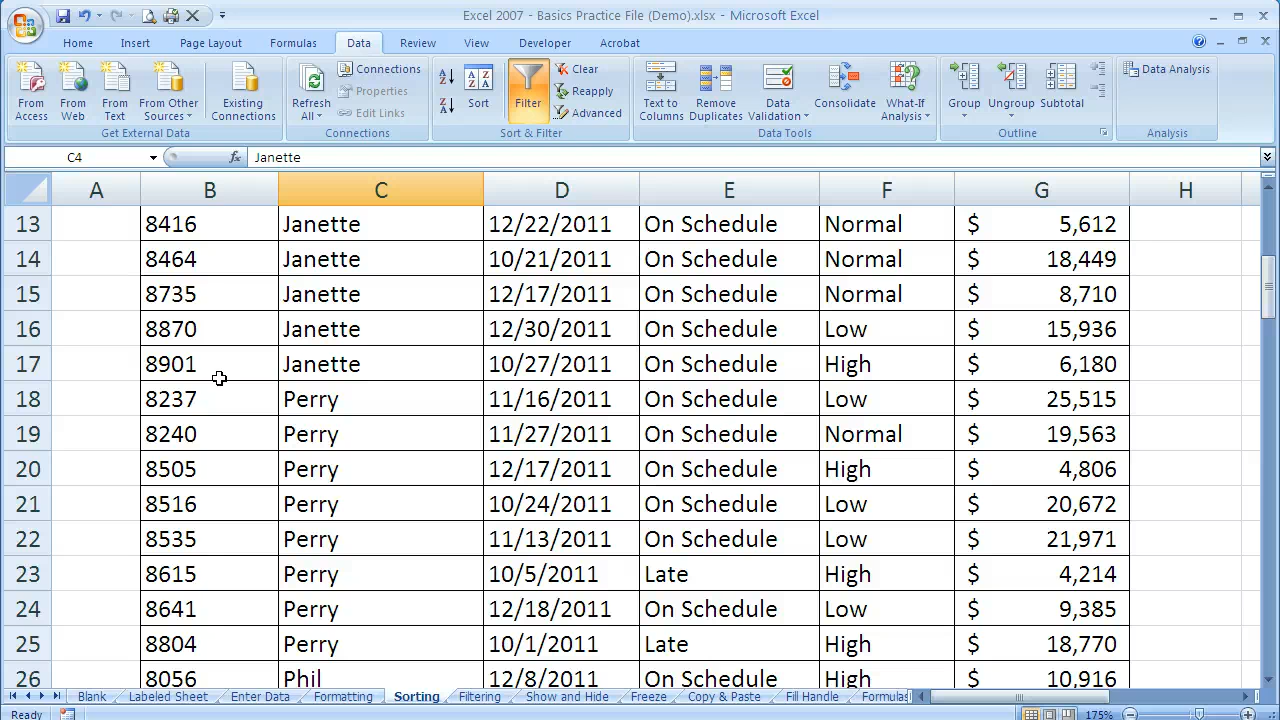 Excel 2007 - Basics Practice File (Demo).xlsx - Microsoft Excel
Home Insert Page Layout Formulas Data Review View Developer Acrobat
From Access From Web From Text From Other Sources Existing Connections
Get External Data
Refresh All Connections Properties Edit Links
Connections
Sort Filter Clear Reapply Advanced
Sort & Filter
Text to Columns Remove Duplicates Data Validation Consolidate What-If Analysis
Data Tools
Group Ungroup Subtotal
Outline
Data Analysis
Analysis
C4 fx Janette
A B C D E F G H
13 8416 Janette 12/22/2011 On Schedule Normal $ 5,612
14 8464 Janette 10/21/2011 On Schedule Normal $ 18,449
15 8735 Janette 12/17/2011 On Schedule Normal $ 8,710
16 8870 Janette 12/30/2011 On Schedule Low $ 15,936
17 8901 Janette 10/27/2011 On Schedule High $ 6,180
18 8237 Perry 11/16/2011 On Schedule Low $ 25,515
19 8240 Perry 11/27/2011 On Schedule Normal $ 19,563
20 8505 Perry 12/17/2011 On Schedule High $ 4,806
21 8516 Perry 10/24/2011 On Schedule Low $ 20,672
22 8535 Perry 11/13/2011 On Schedule Low $ 21,971
23 8615 Perry 10/5/2011 Late High $ 4,214
24 8641 Perry 12/18/2011 On Schedule Low $ 9,385
25 8804 Perry 10/1/2011 Late High $ 18,770
26 8056 Phil 12/8/2011 On Schedule High $ 10,916
Blank Labeled Sheet Enter Data Formatting Sorting Filtering Show and Hide Freeze Copy & Paste Fill Handle Formulas
Ready 175%